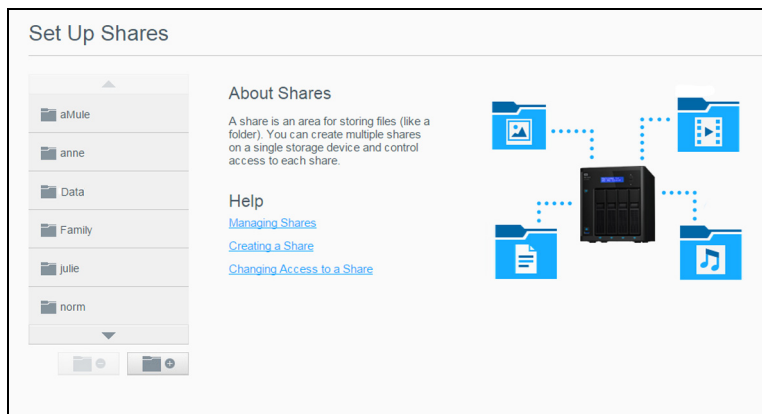 Set Up Shares
aMule
anne
Data
Family
julie
norm
About Shares
A share is an area for storing files (like a
folder). You can create multiple shares
on a single storage device and control
access to each share.
Help
Managing Shares
Creating a Share
Changing Access to a Share